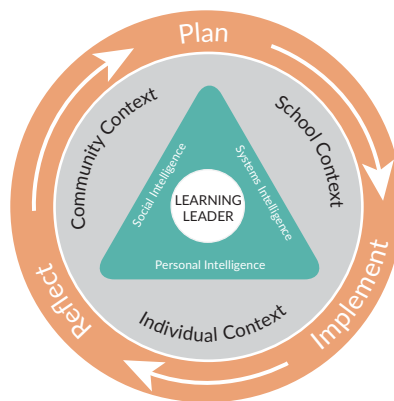 Plan
Community Context
School Context
Social Intelligence
Systems Intelligence
LEARNING
LEADER
Personal Intelligence
Reflect
Individual Context
Implement